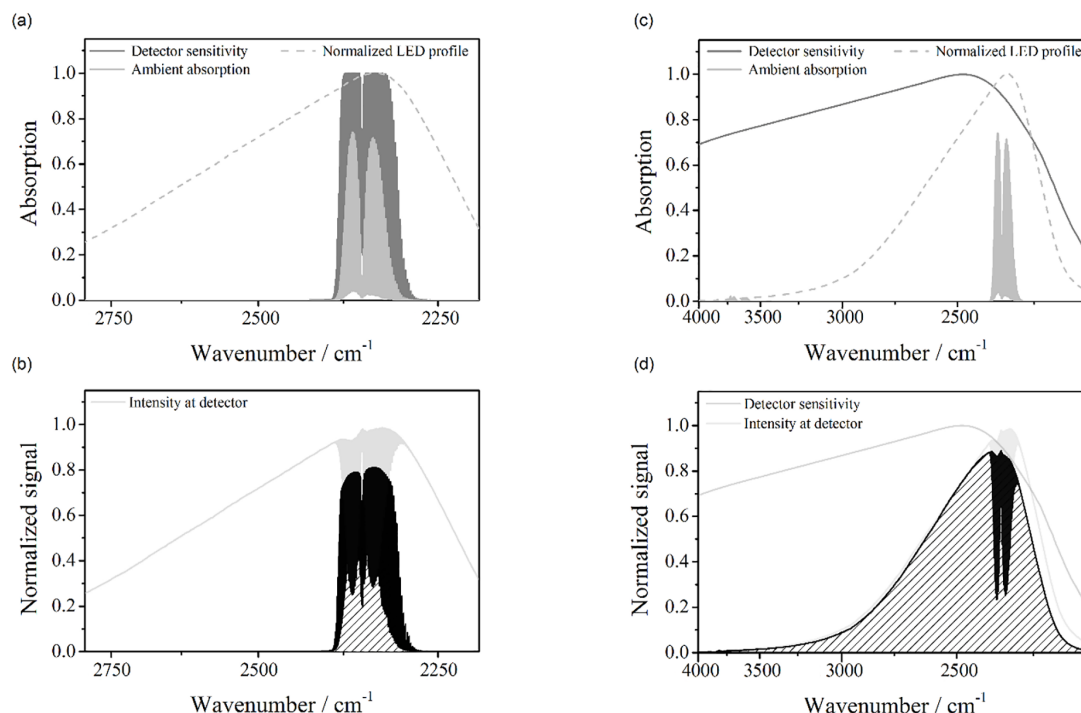 (a)
Detector sensitivity
Normalized LED profile
Ambient absorption
1.0
0.8
0.6
0.4
0.2
0.0
Absorption
2750
2500
2250
Wavenumber / cm⁻¹
(c)
Detector sensitivity
Normalized LED profile
Ambient absorption
1.0
0.8
0.6
0.4
0.2
0.0
Absorption
4000
3500
3000
2500
Wavenumber / cm⁻¹
(b)
Intensity at detector
1.0
0.8
0.6
0.4
0.2
0.0
Normalized signal
2750
2500
2250
Wavenumber / cm⁻¹
(d)
Detector sensitivity
Intensity at detector
1.0
0.8
0.6
0.4
0.2
0.0
Normalized signal
4000
3500
3000
2500
Wavenumber / cm⁻¹